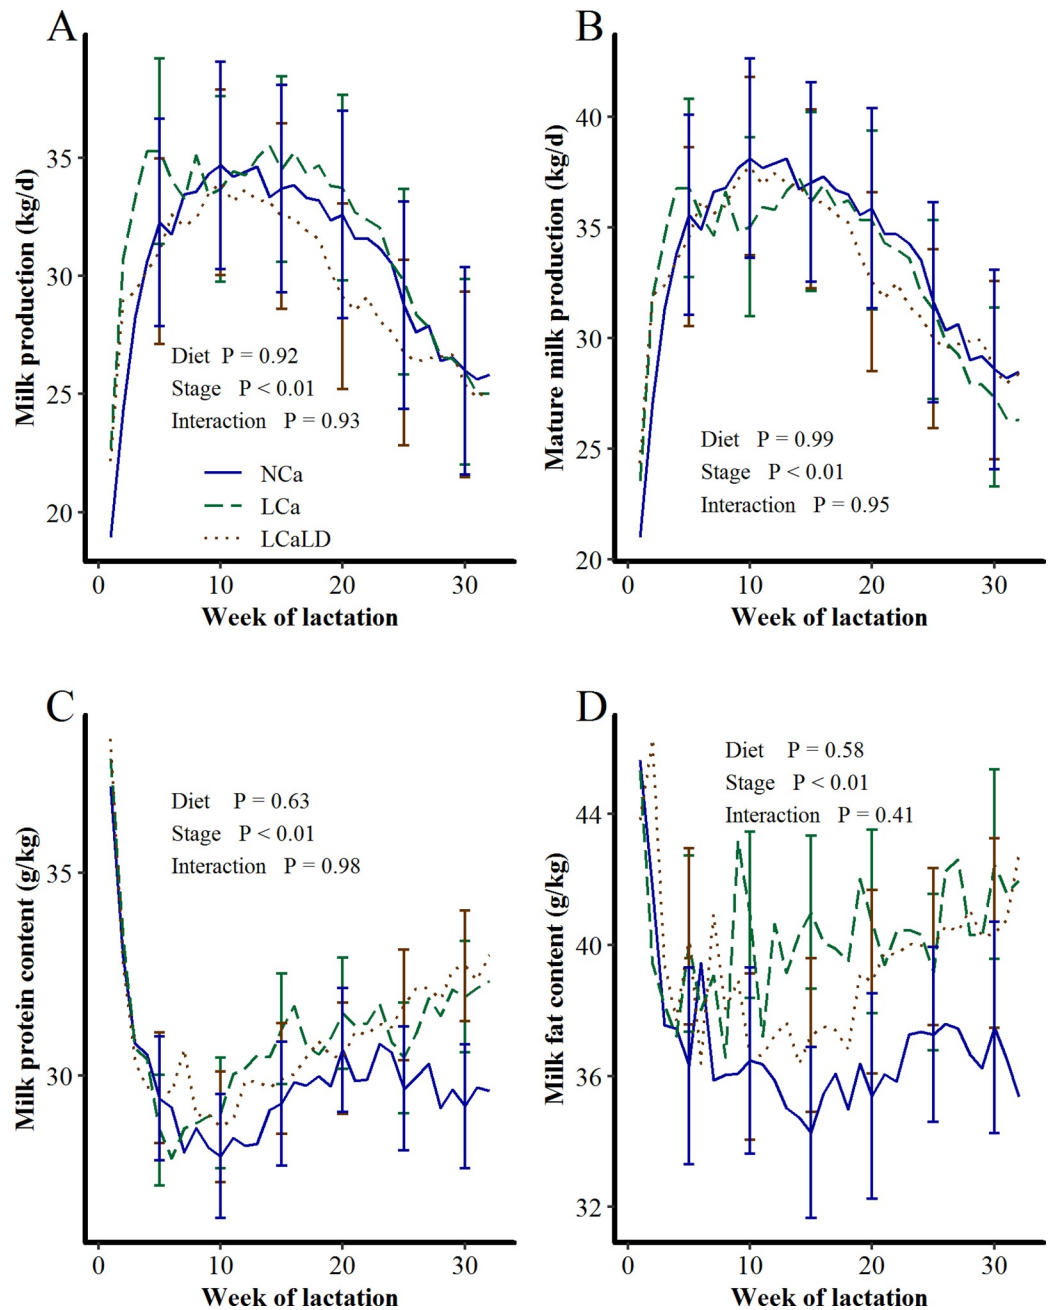 A
Milk production (kg/d)
35
30
25
20
Diet P = 0.92
Stage P < 0.01
Interaction P = 0.93
NCa
LCa
LCaLD
0 10 20 30
Week of lactation
B
Mature milk production (kg/d)
40
35
30
25
20
Diet P = 0.99
Stage P < 0.01
Interaction P = 0.95
0 10 20 30
Week of lactation
C
Milk protein content (g/kg)
35
30
Diet P = 0.63
Stage P < 0.01
Interaction P = 0.98
0 10 20 30
Week of lactation
D
Milk fat content (g/kg)
44
40
36
32
Diet P = 0.58
Stage P < 0.01
Interaction P = 0.41
0 10 20 30
Week of lactation